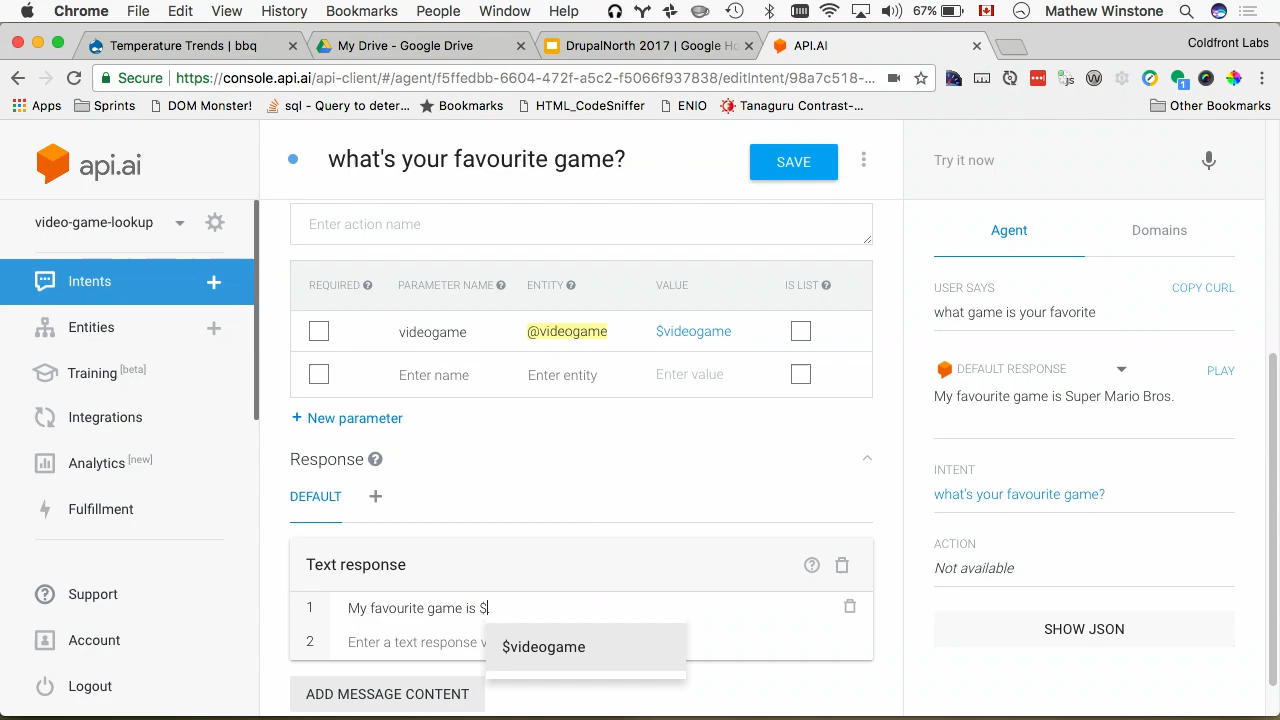 Chrome File Edit View History Bookmarks People Window Help 67% Mathew Winstone
Temperature Trends | bbq My Drive - Google Drive DrupalNorth 2017 | Google Ho API.AI Coldfront Labs
Secure https://console.api.ai/api-client/#/agent/f5ffedbb-6604-472f-a5c2-f5066f937838/editIntent/98a7c518-...
Apps Sprints DOM Monster! sql - Query to deter... Bookmarks HTML_CodeSniffer ENIO Tanaguru Contrast-... Other Bookmarks
api.ai
what's your favourite game?
SAVE
Try it now
video-game-lookup
Intents
Entities
Training [beta]
Integrations
Analytics [new]
Fulfillment
Support
Account
Logout
Enter action name
REQUIRED PARAMETER NAME ENTITY VALUE IS LIST
videogame @videogame $videogame
Enter name Enter entity Enter value
+ New parameter
Response
DEFAULT +
Text response
1 My favourite game is $
2 Enter a text response v
$videogame
ADD MESSAGE CONTENT
Agent Domains
USER SAYS COPY CURL
what game is your favorite
DEFAULT RESPONSE PLAY
My favourite game is Super Mario Bros.
INTENT
what's your favourite game?
ACTION
Not available
SHOW JSON